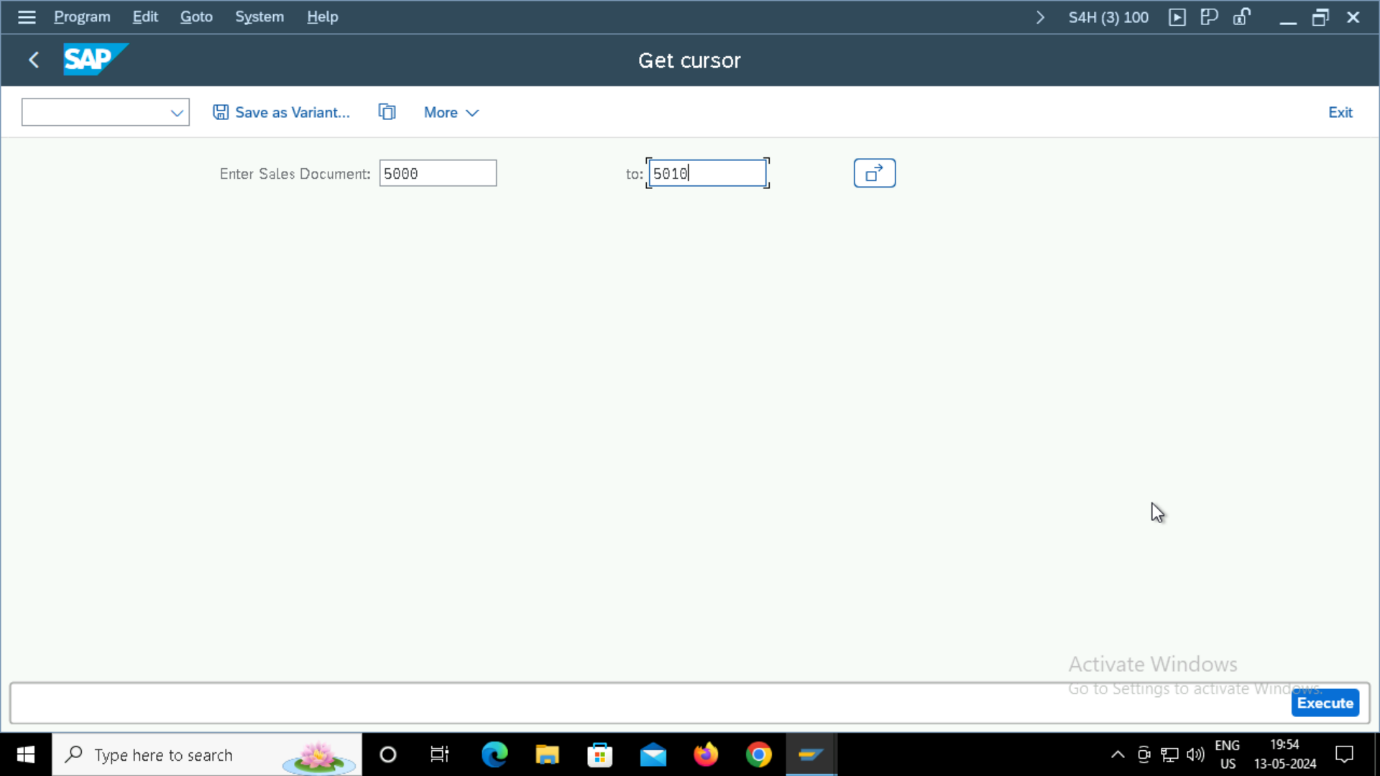 Program Edit Goto System Help S4H (3) 100
SAP Get cursor
Save as Variant... More Exit
Enter Sales Document: 5000 to: 5010
Activate Windows
Go to Settings to activate Windows.
Execute
Type here to search ENG 19:54
US 13-05-2024